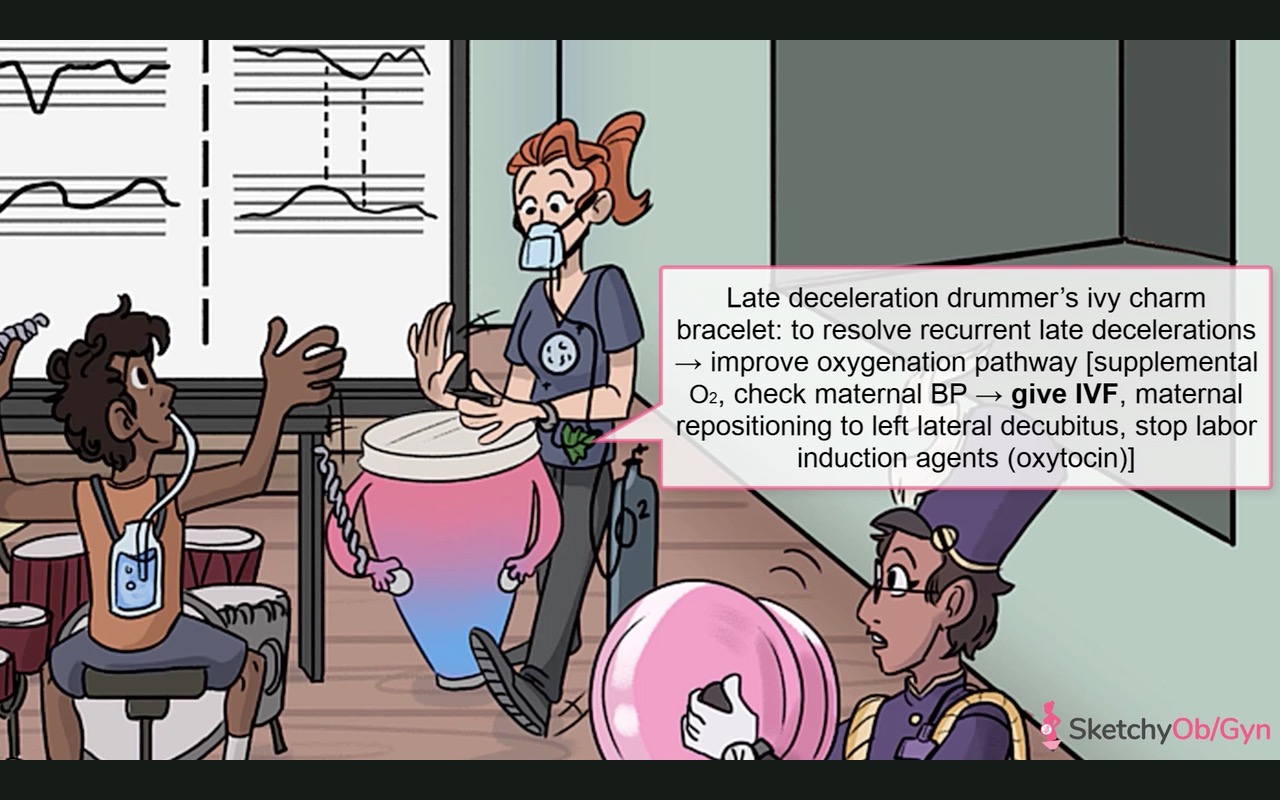 Late deceleration drummer’s ivy charm
bracelet: to resolve recurrent late decelerations
→ improve oxygenation pathway [supplemental
O₂, check maternal BP → give IVF, maternal
repositioning to left lateral decubitus, stop labor
induction agents (oxytocin)]
O2
SketchyOb/Gyn